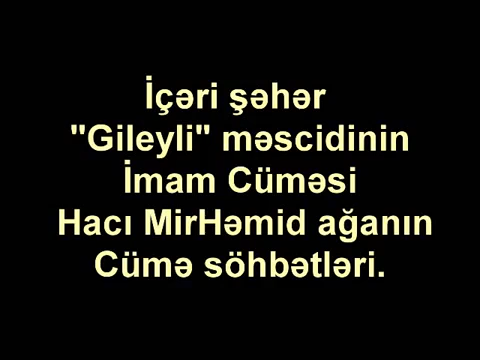 İçəri şəhər
"Gileyli" məscidinin
İmam Cüməsi
Hacı MirHəmid ağanın
Cümə söhbətləri.